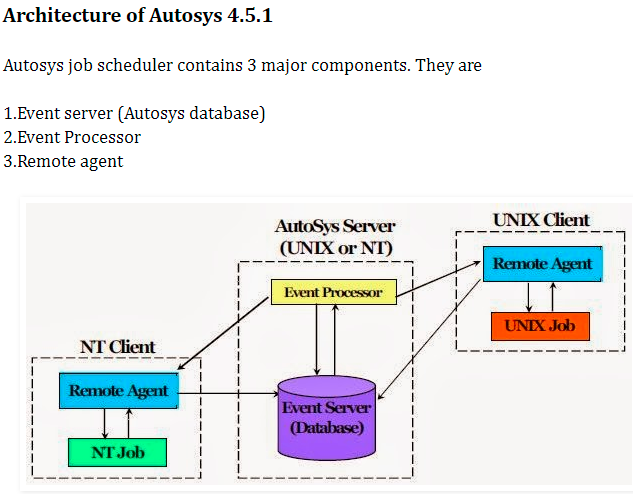 Architecture of Autosys 4.5.1
Autosys job scheduler contains 3 major components. They are
1.Event server (Autosys database)
2.Event Processor
3.Remote agent
AutoSys Server
(UNIX or NT)
UNIX Client
Remote Agent
Event Processor
UNIX Job
NT Client
Remote Agent
Event Server
(Database)
NT Job